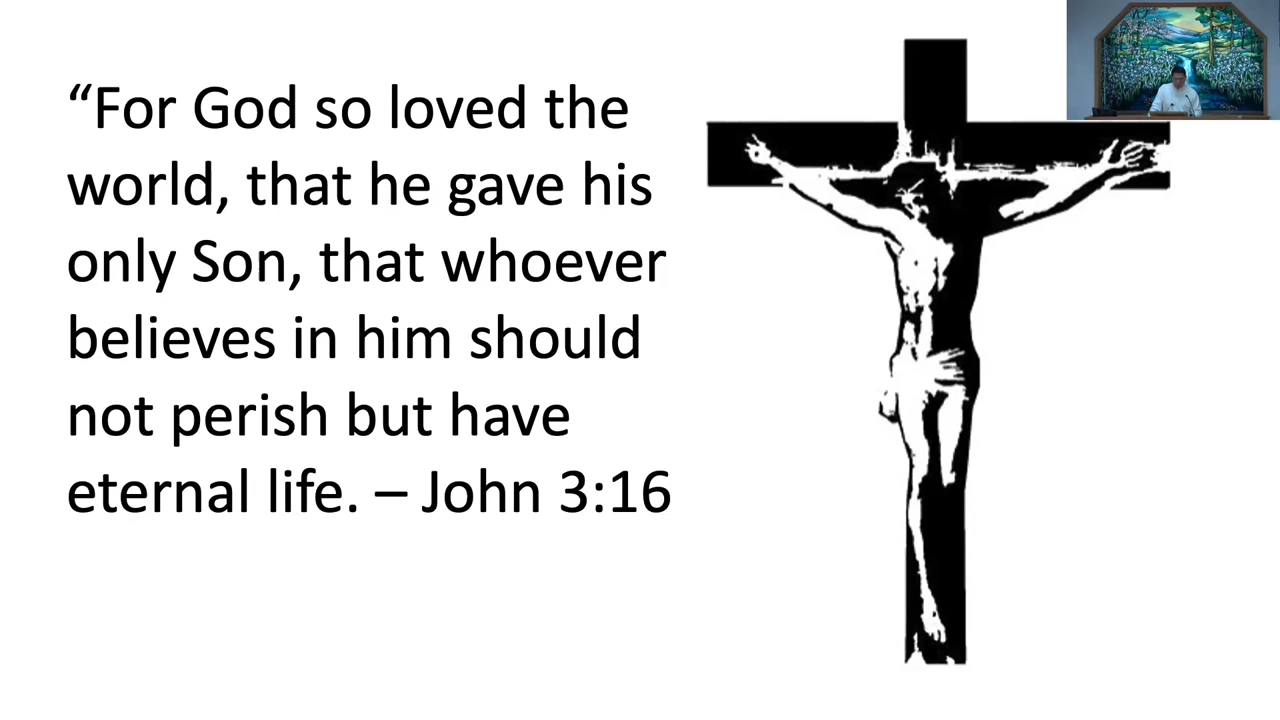 “For God so loved the
world, that he gave his
only Son, that whoever
believes in him should
not perish but have
eternal life. – John 3:16